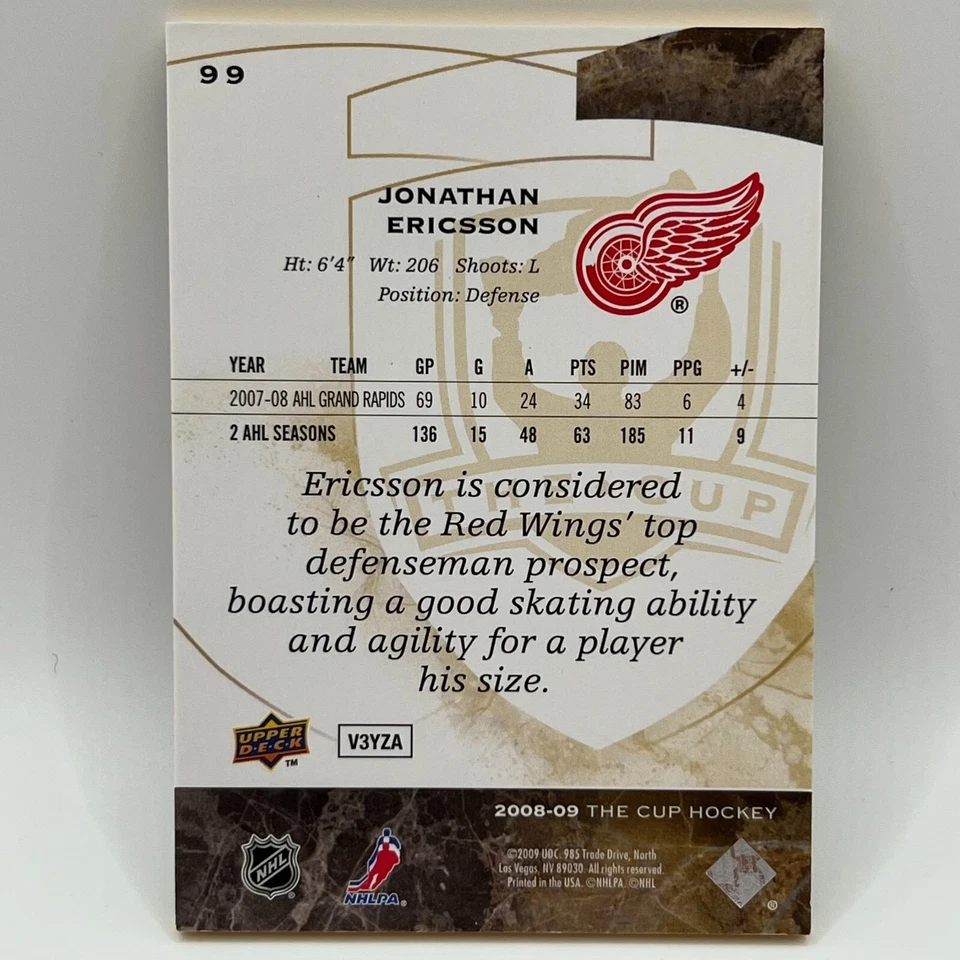 99
JONATHAN
ERICSSON
Ht: 6'4" Wt: 206 Shoots: L
Position: Defense
®
YEAR TEAM GP G A PTS PIM PPG +/-
2007-08 AHL GRAND RAPIDS 69 10 24 34 83 6 4
2 AHL SEASONS 136 15 48 63 185 11 9
THE CUP
Ericsson is considered
to be the Red Wings' top
defenseman prospect,
boasting a good skating ability
and agility for a player
his size.
UPPER
D·E·C·K
TM
V3YZA
2008-09 THE CUP HOCKEY
NHL
®
NHLPA®
©2009 UDC. 985 Trade Drive, North
Las Vegas, NV 89030. All rights reserved.
Printed in the USA. ©NHLPA. ©NHL
®